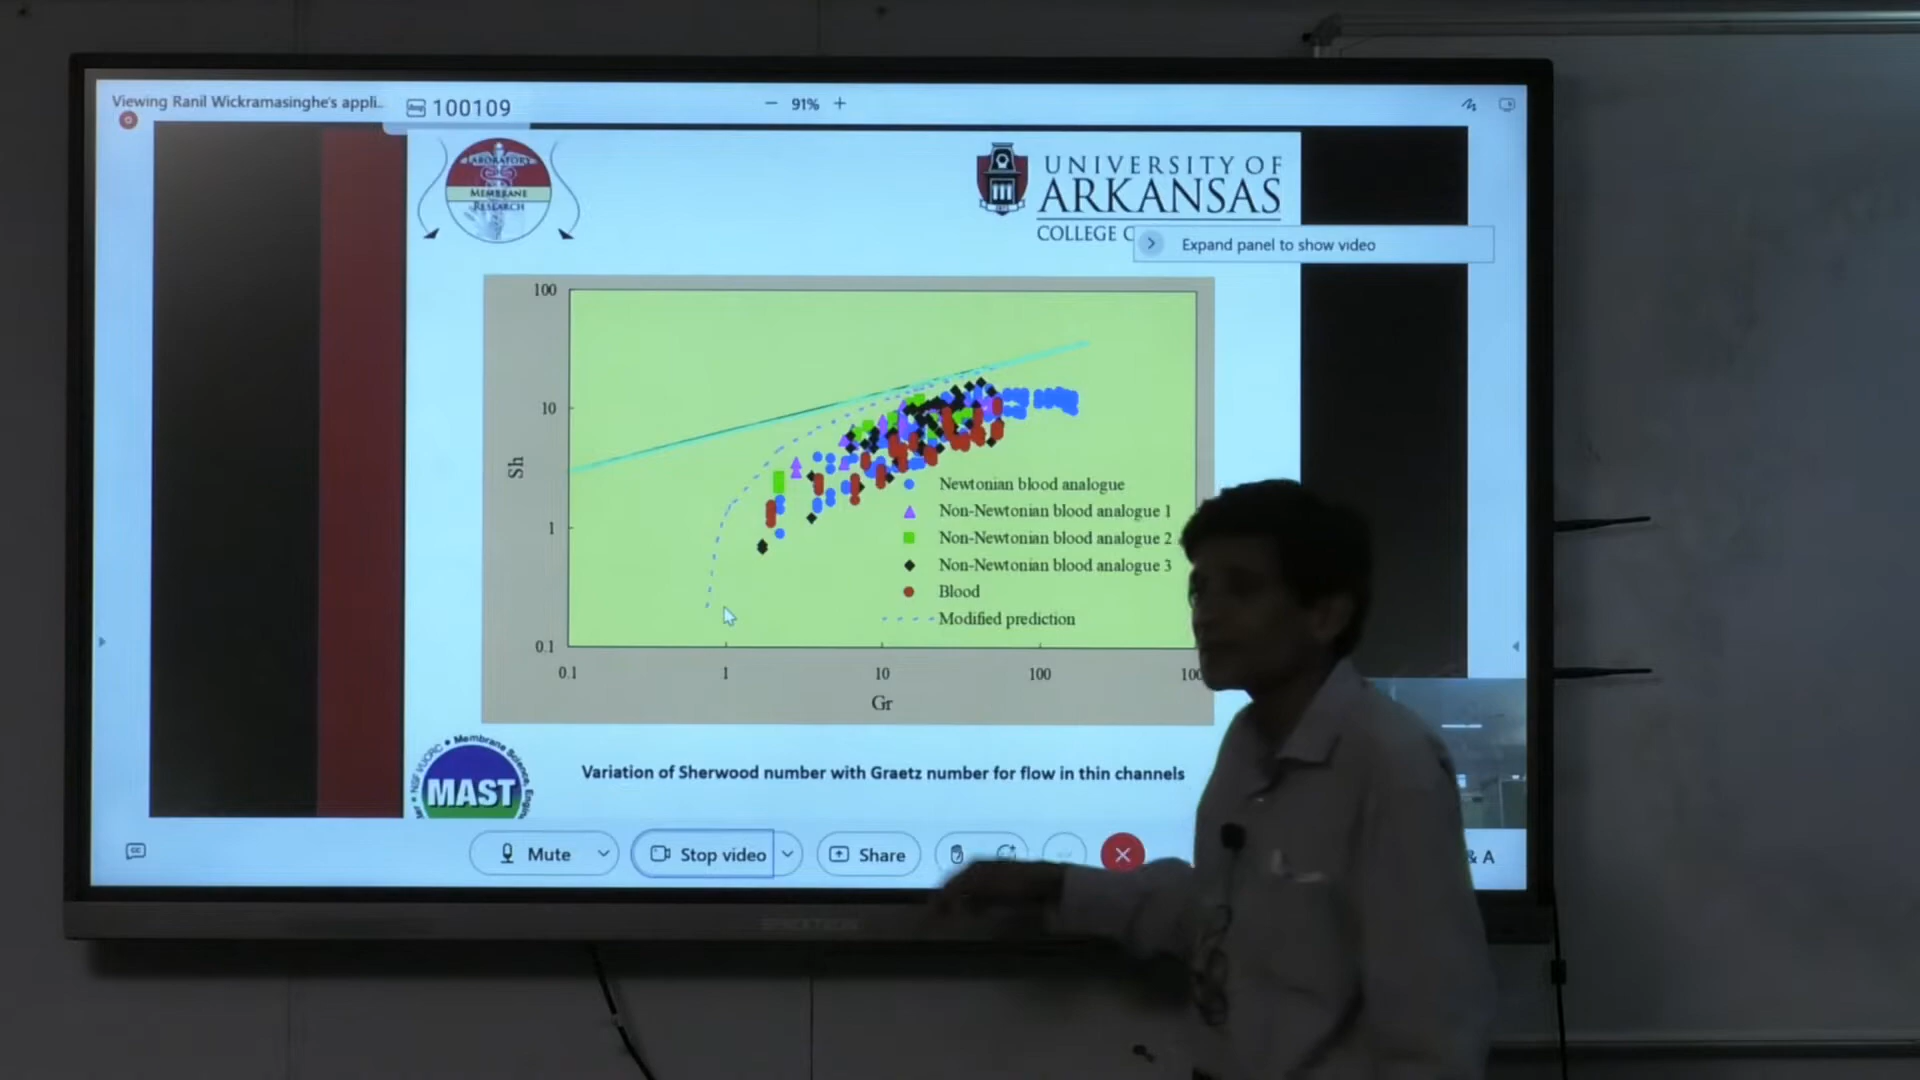 Viewing Ranil Wickramasinghe's appli..
100109
91%
LABORATORY
MEMBRANE
RESEARCH
UNIVERSITY OF
ARKANSAS
COLLEGE
Expand panel to show video
100
10
1
0.1
Sh
Newtonian blood analogue
Non-Newtonian blood analogue 1
Non-Newtonian blood analogue 2
Non-Newtonian blood analogue 3
Blood
Modified prediction
0.1
1
10
100
100
Gr
Variation of Sherwood number with Graetz number for flow in thin channels
Membrane Science,
MAST
Mute
Stop video
Share
& A